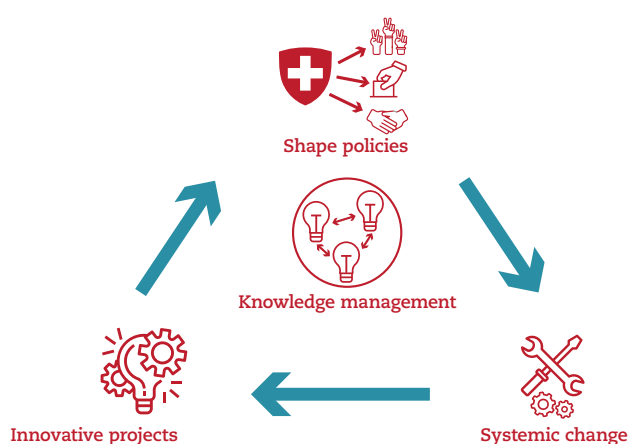 Shape policies
Knowledge management
Innovative projects
Systemic change